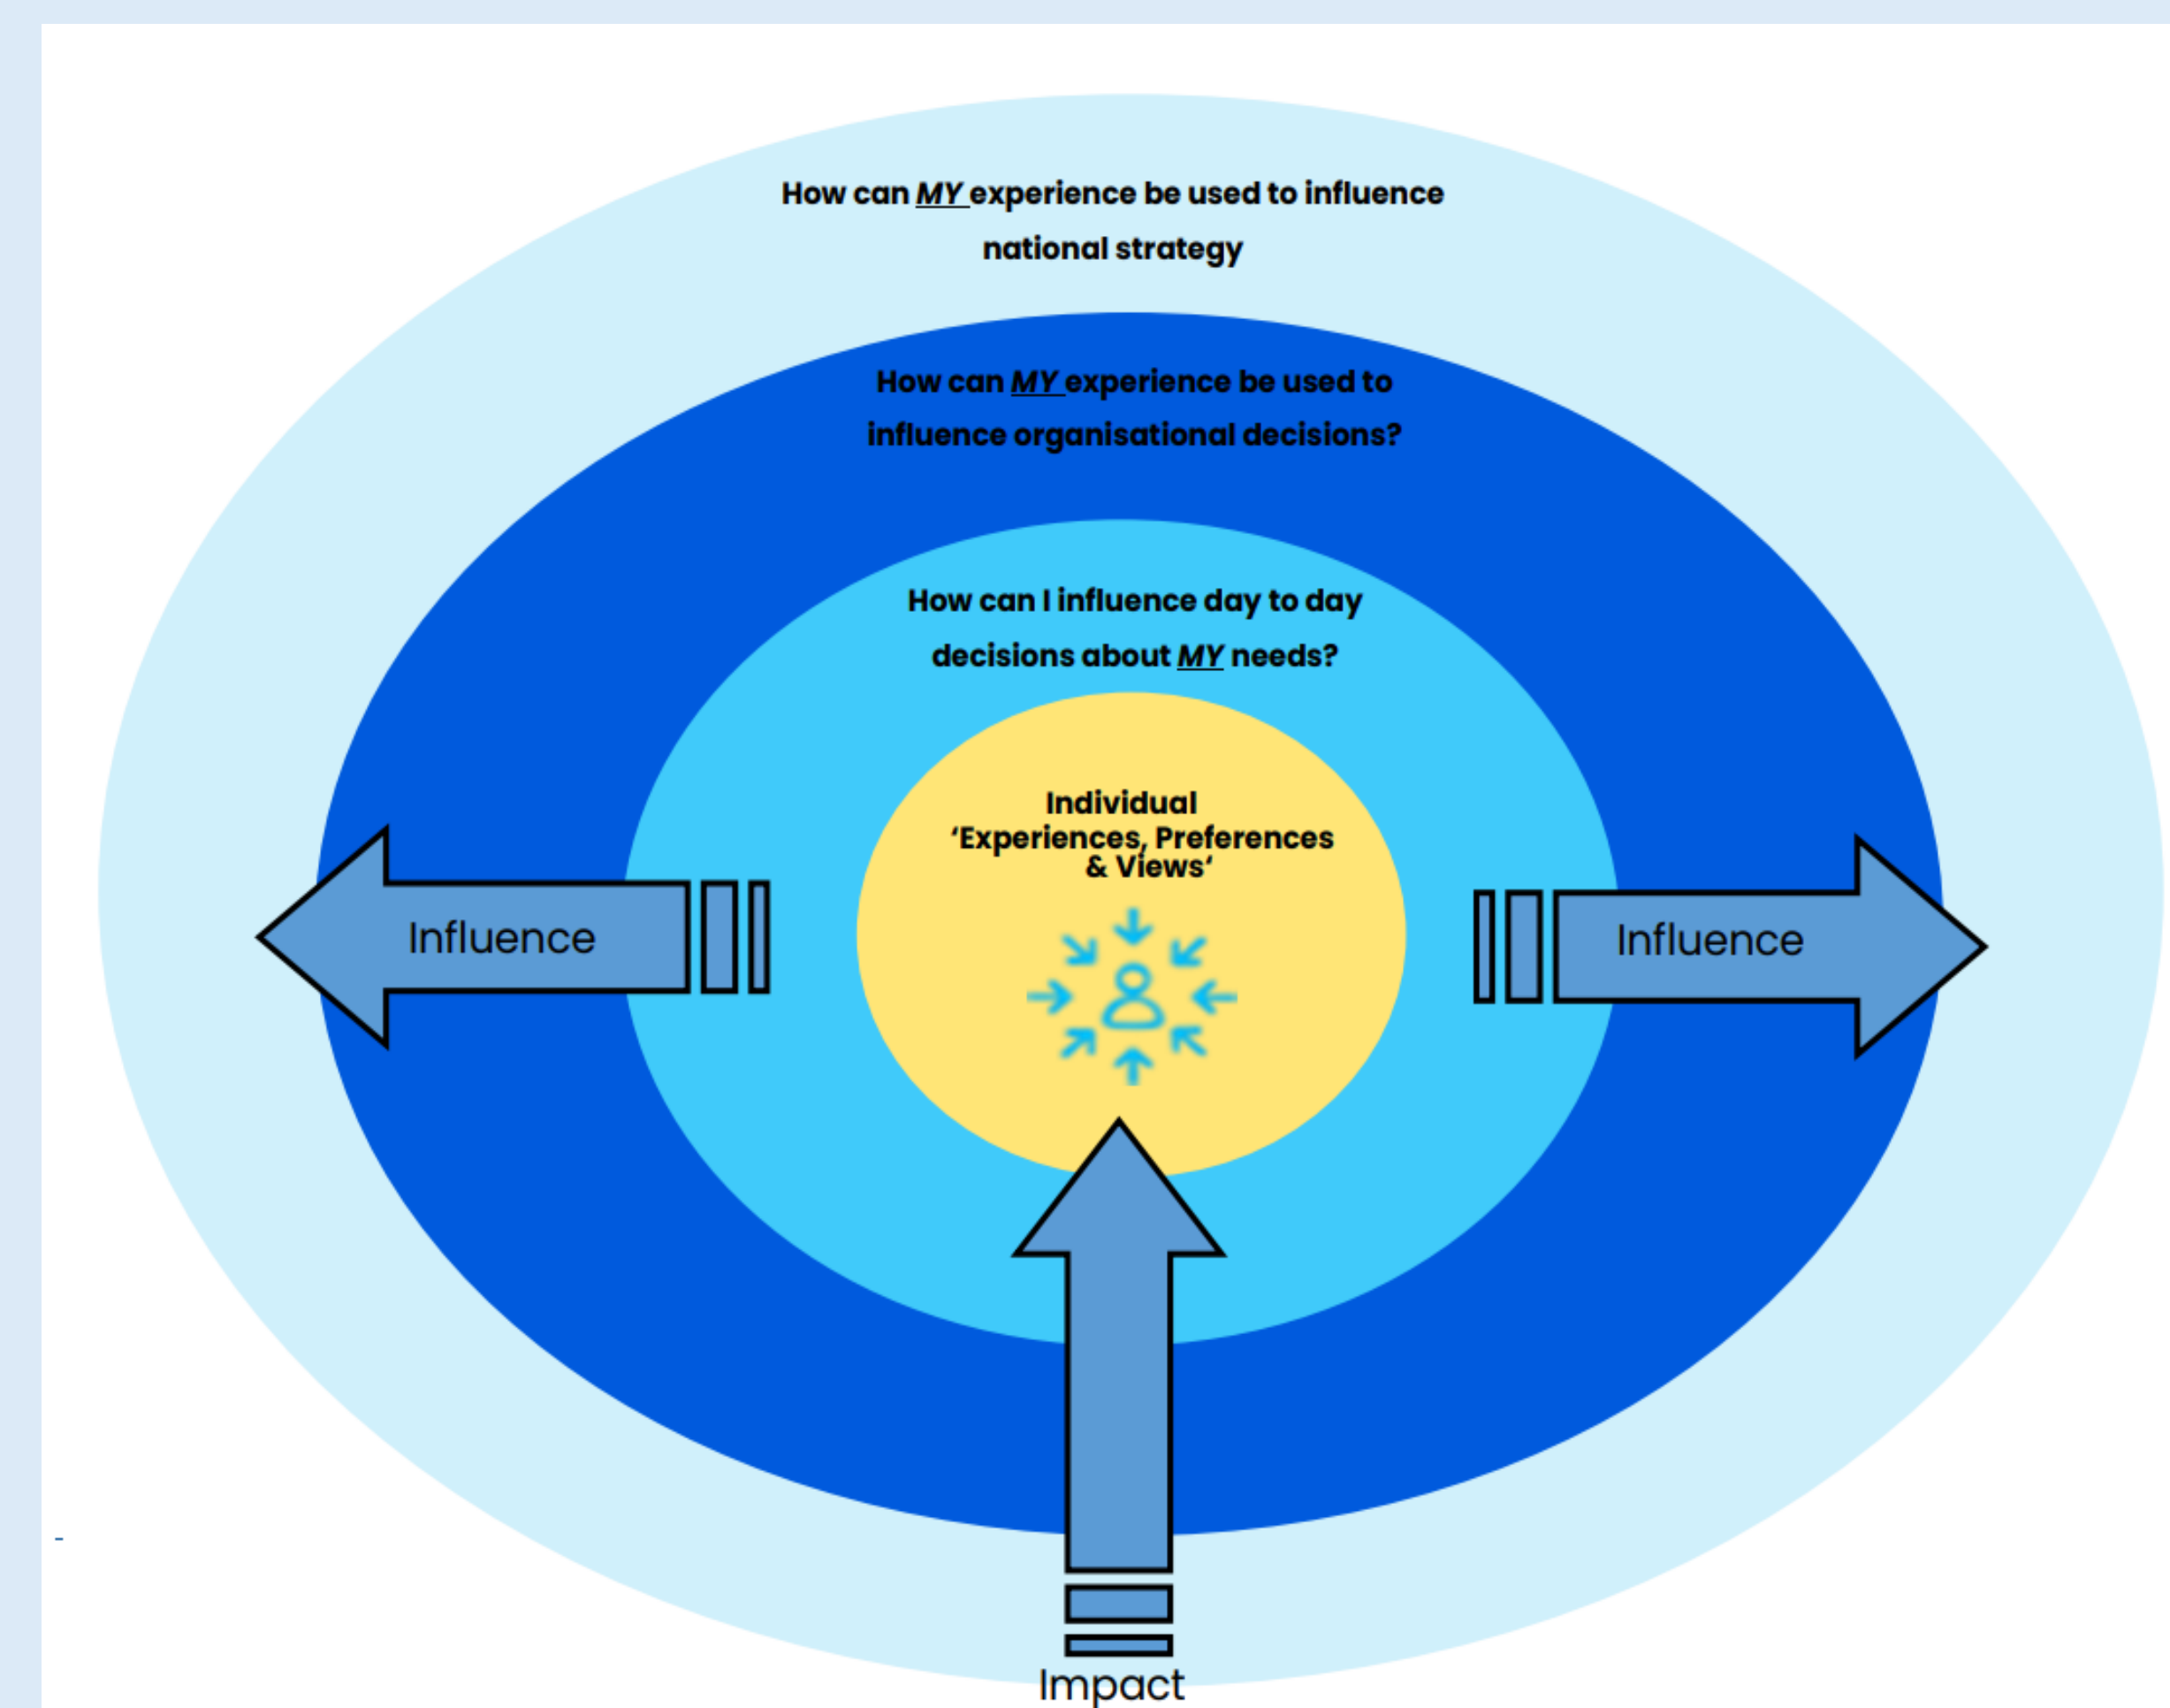 How can MY experience be used to influence
national strategy
How can MY experience be used to
influence organisational decisions?
How can I influence day to day
decisions about MY needs?
Individual
‘Experiences, Preferences
& Views‘
Influence
Influence
Impact